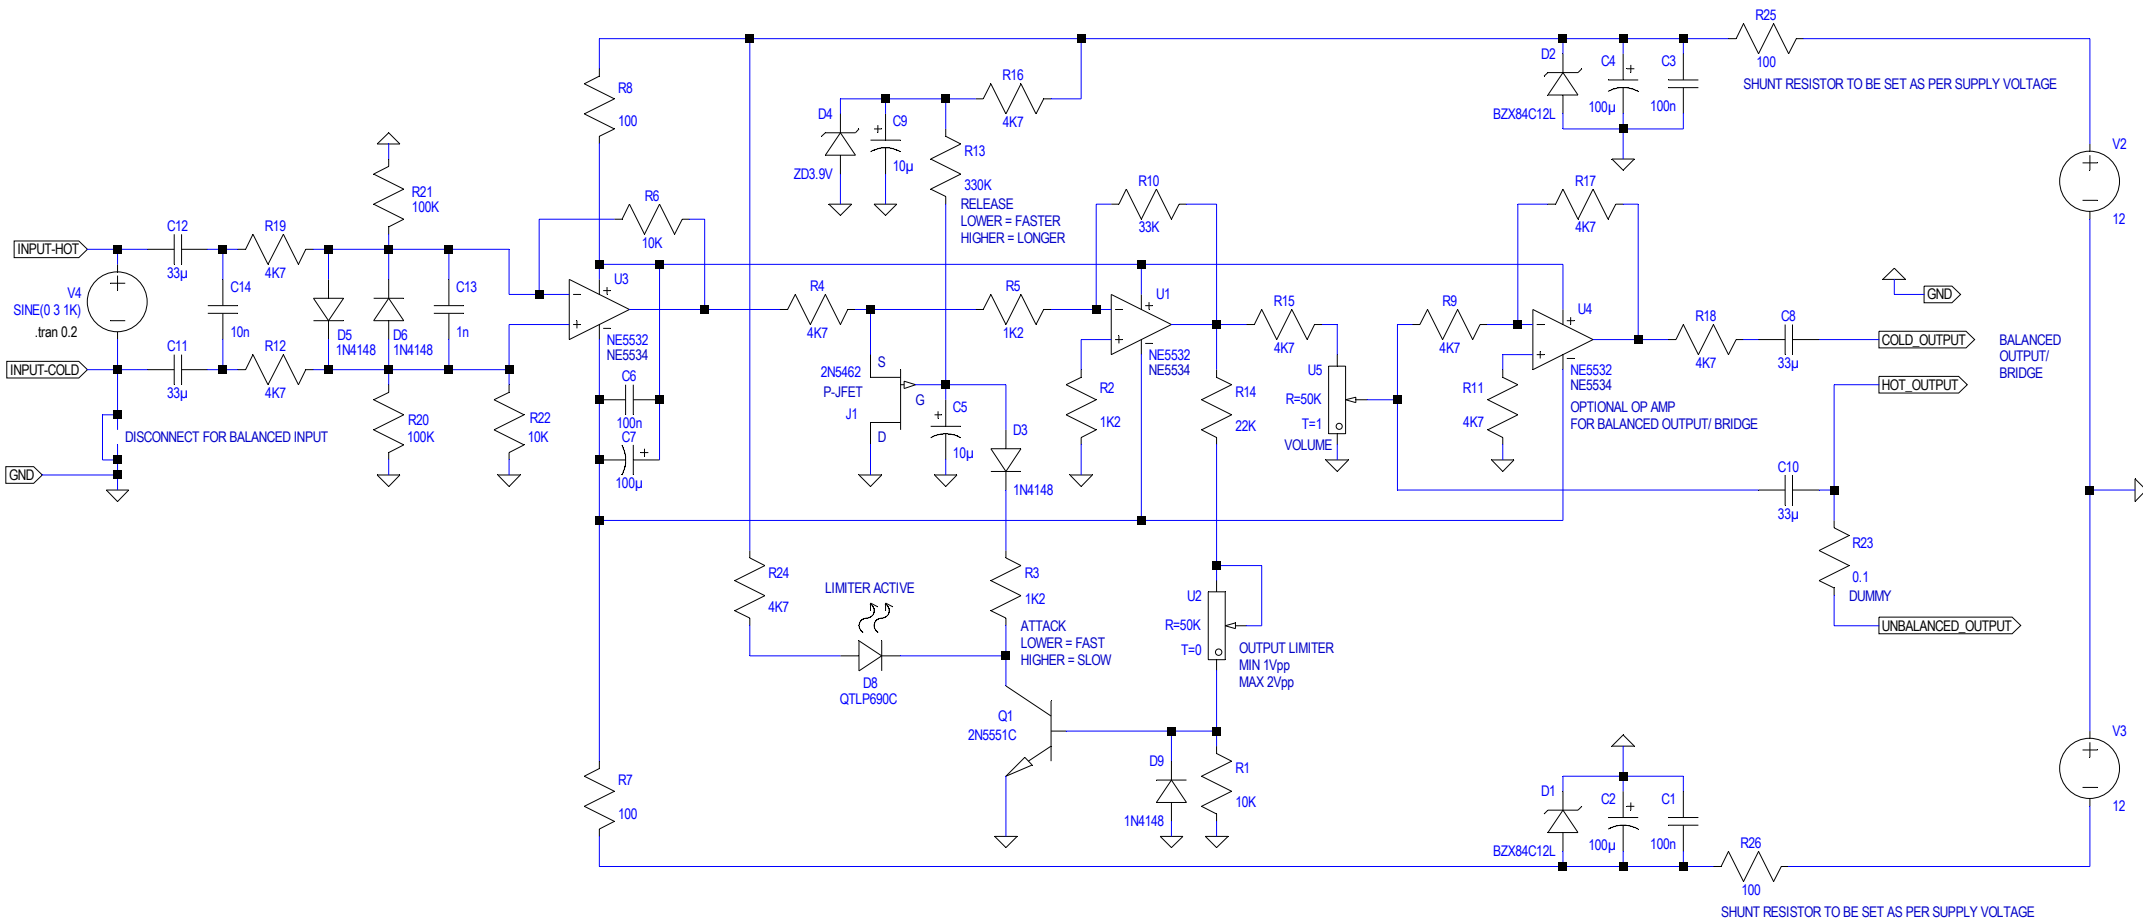 R25
100
SHUNT RESISTOR TO BE SET AS PER SUPPLY VOLTAGE
D2
BZX84C12L
C4
100µ
C3
100n
V2
12
R8
100
R16
4K7
D4
ZD3.9V
C9
10µ
R13
330K
RELEASE
LOWER = FASTER
HIGHER = LONGER
R10
33K
R17
4K7
R21
100K
R6
10K
INPUT-HOT
C12
33µ
R19
4K7
V4
SINE(0 3 1K)
.tran 0.2
C14
10n
D5
1N4148
D6
1N4148
C13
1n
INPUT-COLD
C11
33µ
R12
4K7
DISCONNECT FOR BALANCED INPUT
GND
R20
100K
R22
10K
U3
NE5532
NE5534
C6
100n
C7
100µ
R4
4K7
R5
1K2
S
2N5462
P-JFET
J1
G
D
C5
10µ
D3
1N4148
R2
1K2
U1
NE5532
NE5534
R15
4K7
R14
22K
U5
R=50K
T=1
VOLUME
R9
4K7
R11
4K7
U4
NE5532
NE5534
OPTIONAL OP AMP
FOR BALANCED OUTPUT/ BRIDGE
R18
4K7
C8
33µ
GND
COLD_OUTPUT
HOT_OUTPUT
BALANCED
OUTPUT/
BRIDGE
C10
33µ
R23
0.1
DUMMY
UNBALANCED_OUTPUT
R24
4K7
LIMITER ACTIVE
D8
QTLP690C
R3
1K2
ATTACK
LOWER = FAST
HIGHER = SLOW
U2
R=50K
T=0
OUTPUT LIMITER
MIN 1Vpp
MAX 2Vpp
Q1
2N5551C
D9
1N4148
R1
10K
R7
100
D1
BZX84C12L
C2
100µ
C1
100n
R26
100
SHUNT RESISTOR TO BE SET AS PER SUPPLY VOLTAGE
V3
12